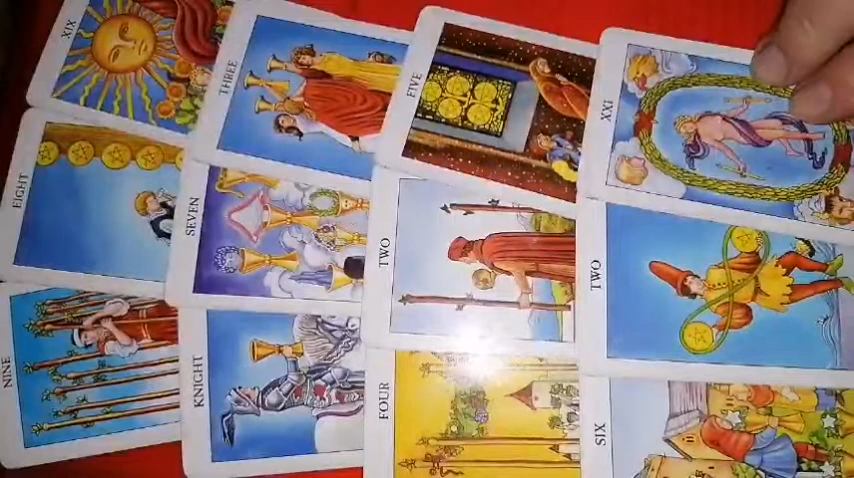 XIX
THREE
FIVE
XXI
EIGHT
SEVEN
TWO
TWO
NINE
KNIGHT
FOUR
SIX